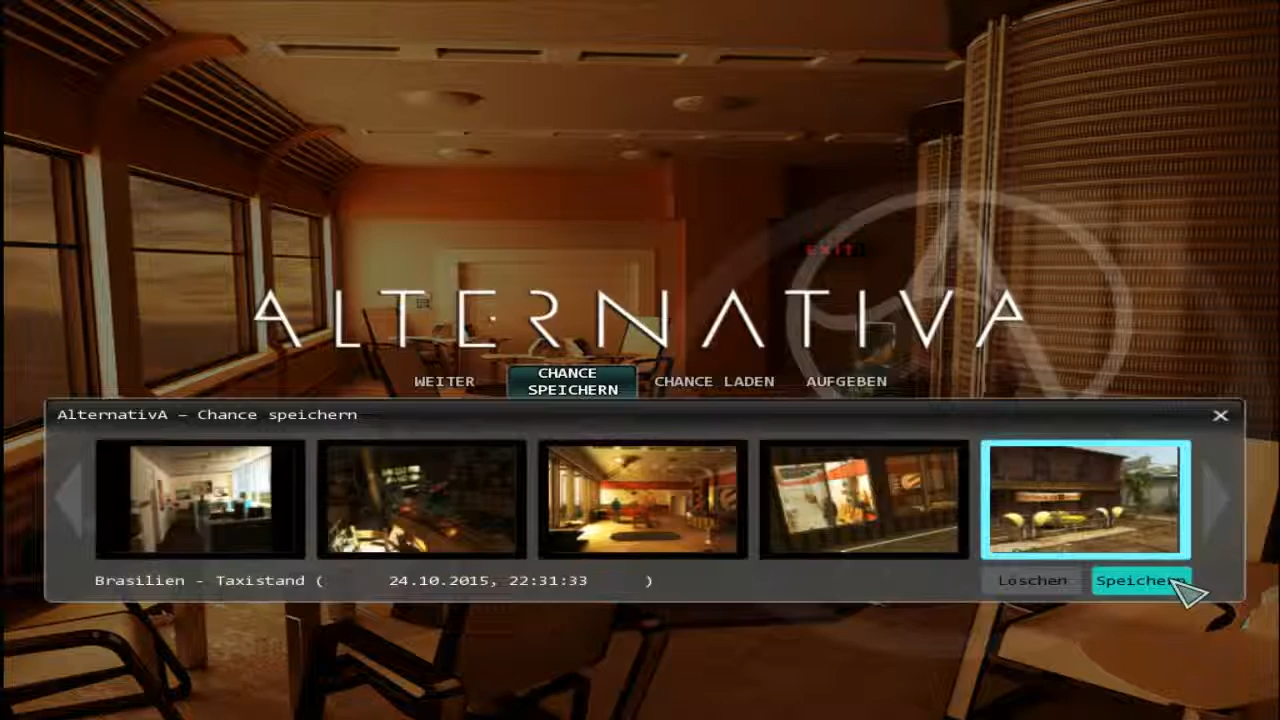 EXIT
ALTERNATIVA
WEITER
CHANCE
SPEICHERN
CHANCE LADEN
AUFGEBEN
AlternativA – Chance speichern
Brasilien - Taxistand ( 24.10.2015, 22:31:33 )
Löschen
Speichern